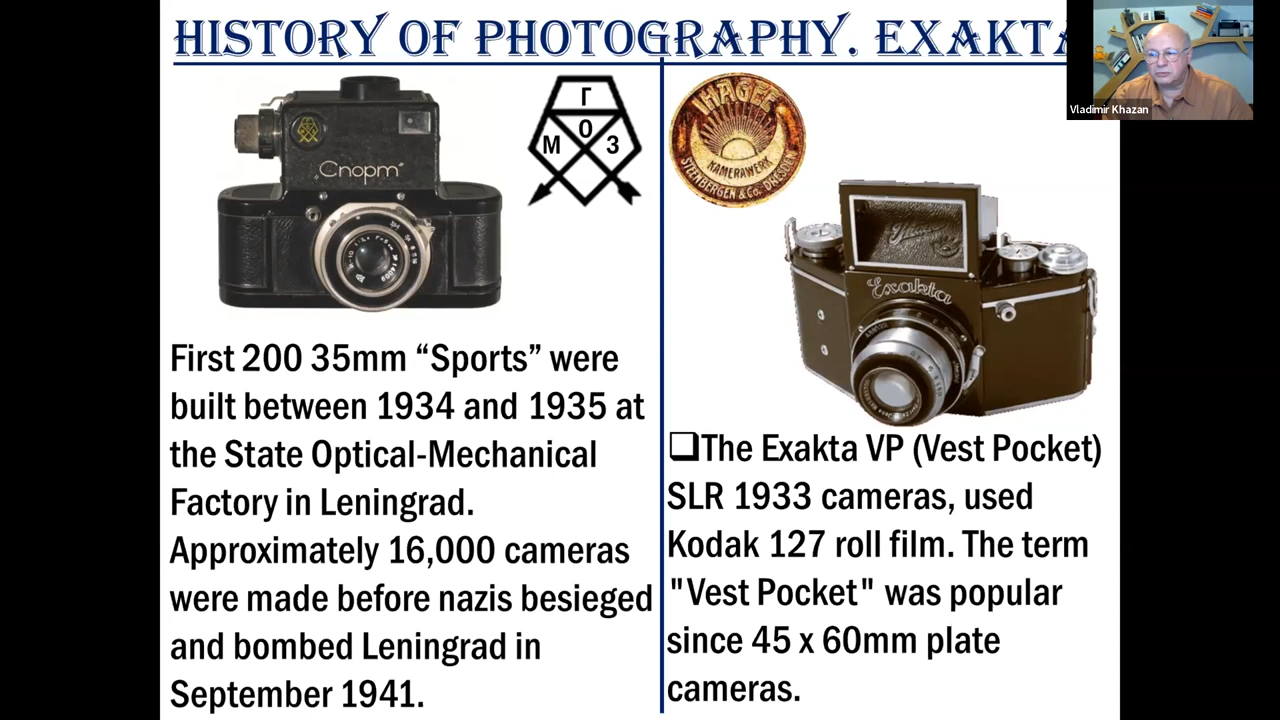 HISTORY OF PHOTOGRAPHY. EXAKTA
Vladimir Khazan
„Спорт"
Г
О
М
З
IHAGEE
KAMERAWERK
STEENBERGEN & Co. DRESDEN
Exakta
First 200 35mm “Sports” were
built between 1934 and 1935 at
the State Optical-Mechanical
Factory in Leningrad.
Approximately 16,000 cameras
were made before nazis besieged
and bombed Leningrad in
September 1941.
❑The Exakta VP (Vest Pocket)
SLR 1933 cameras, used
Kodak 127 roll film. The term
"Vest Pocket" was popular
since 45 x 60mm plate
cameras.